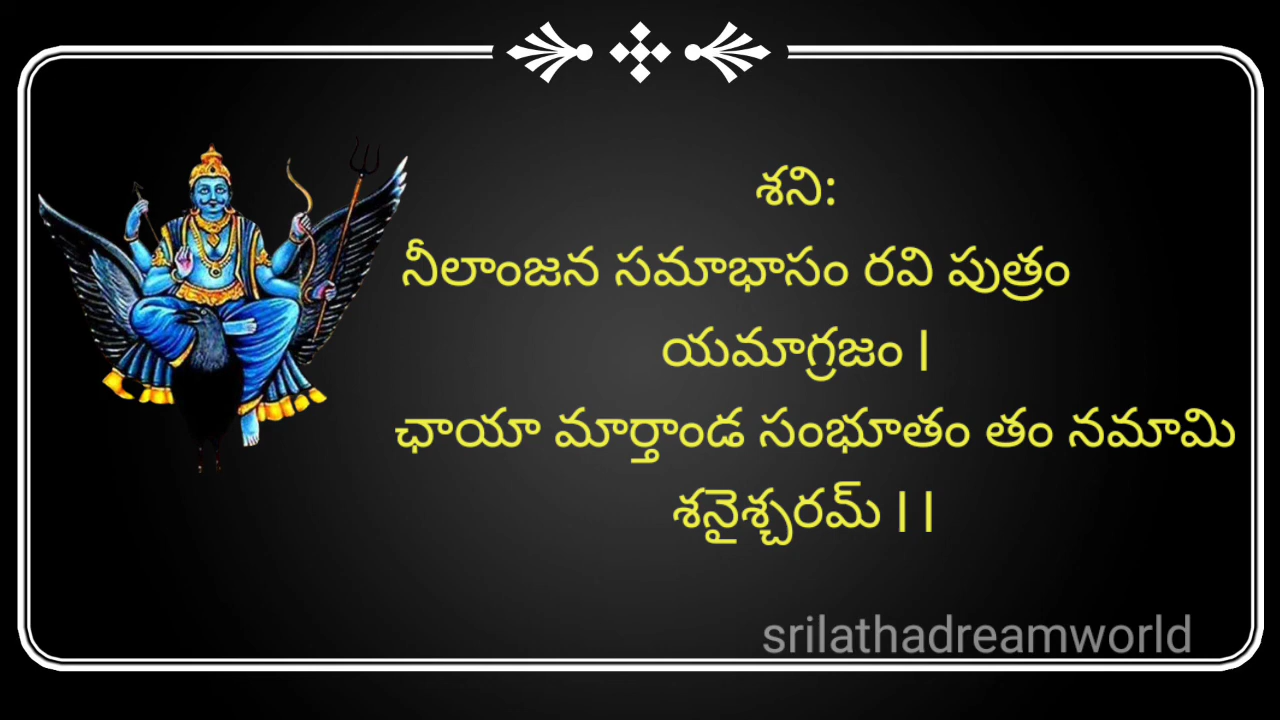 శని:
నీలాంజన సమాభాసం రవి పుత్రం
యమాగ్రజం |
ఛాయా మార్తాండ సంభూతం తం నమామి
శనైశ్చరమ్ | |
srilathadreamworld